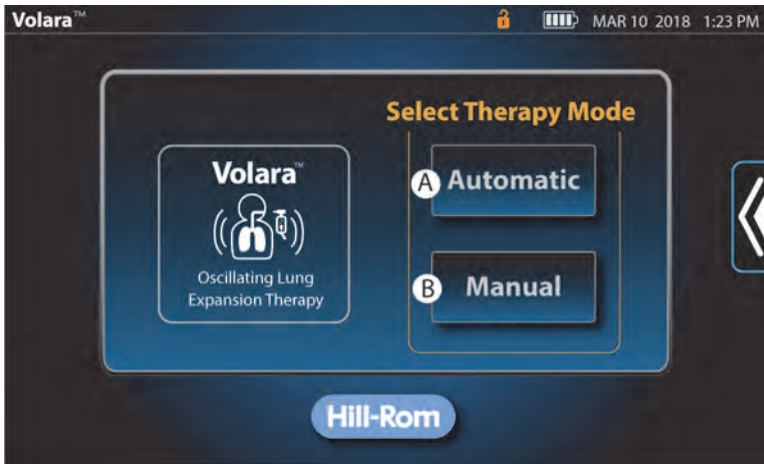 Volara™ MAR 10 2018 1:23 PM
Select Therapy Mode
Volara™
Oscillating Lung
Expansion Therapy
A Automatic
B Manual
Hill-Rom